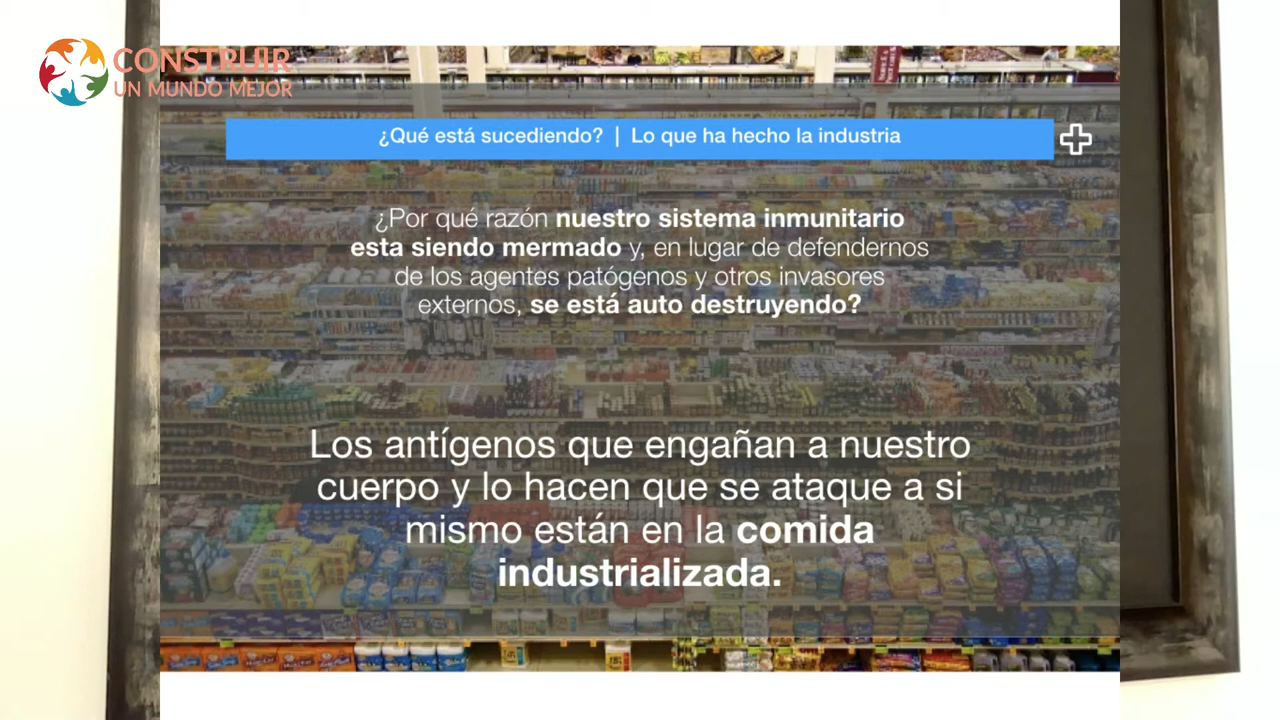 CONSTRUIR
UN MUNDO MEJOR
¿Qué está sucediendo? | Lo que ha hecho la industria
¿Por qué razón nuestro sistema inmunitario
esta siendo mermado y, en lugar de defendernos
de los agentes patógenos y otros invasores
externos, se está auto destruyendo?
Los antígenos que engañan a nuestro
cuerpo y lo hacen que se ataque a si
mismo están en la comida
industrializada.